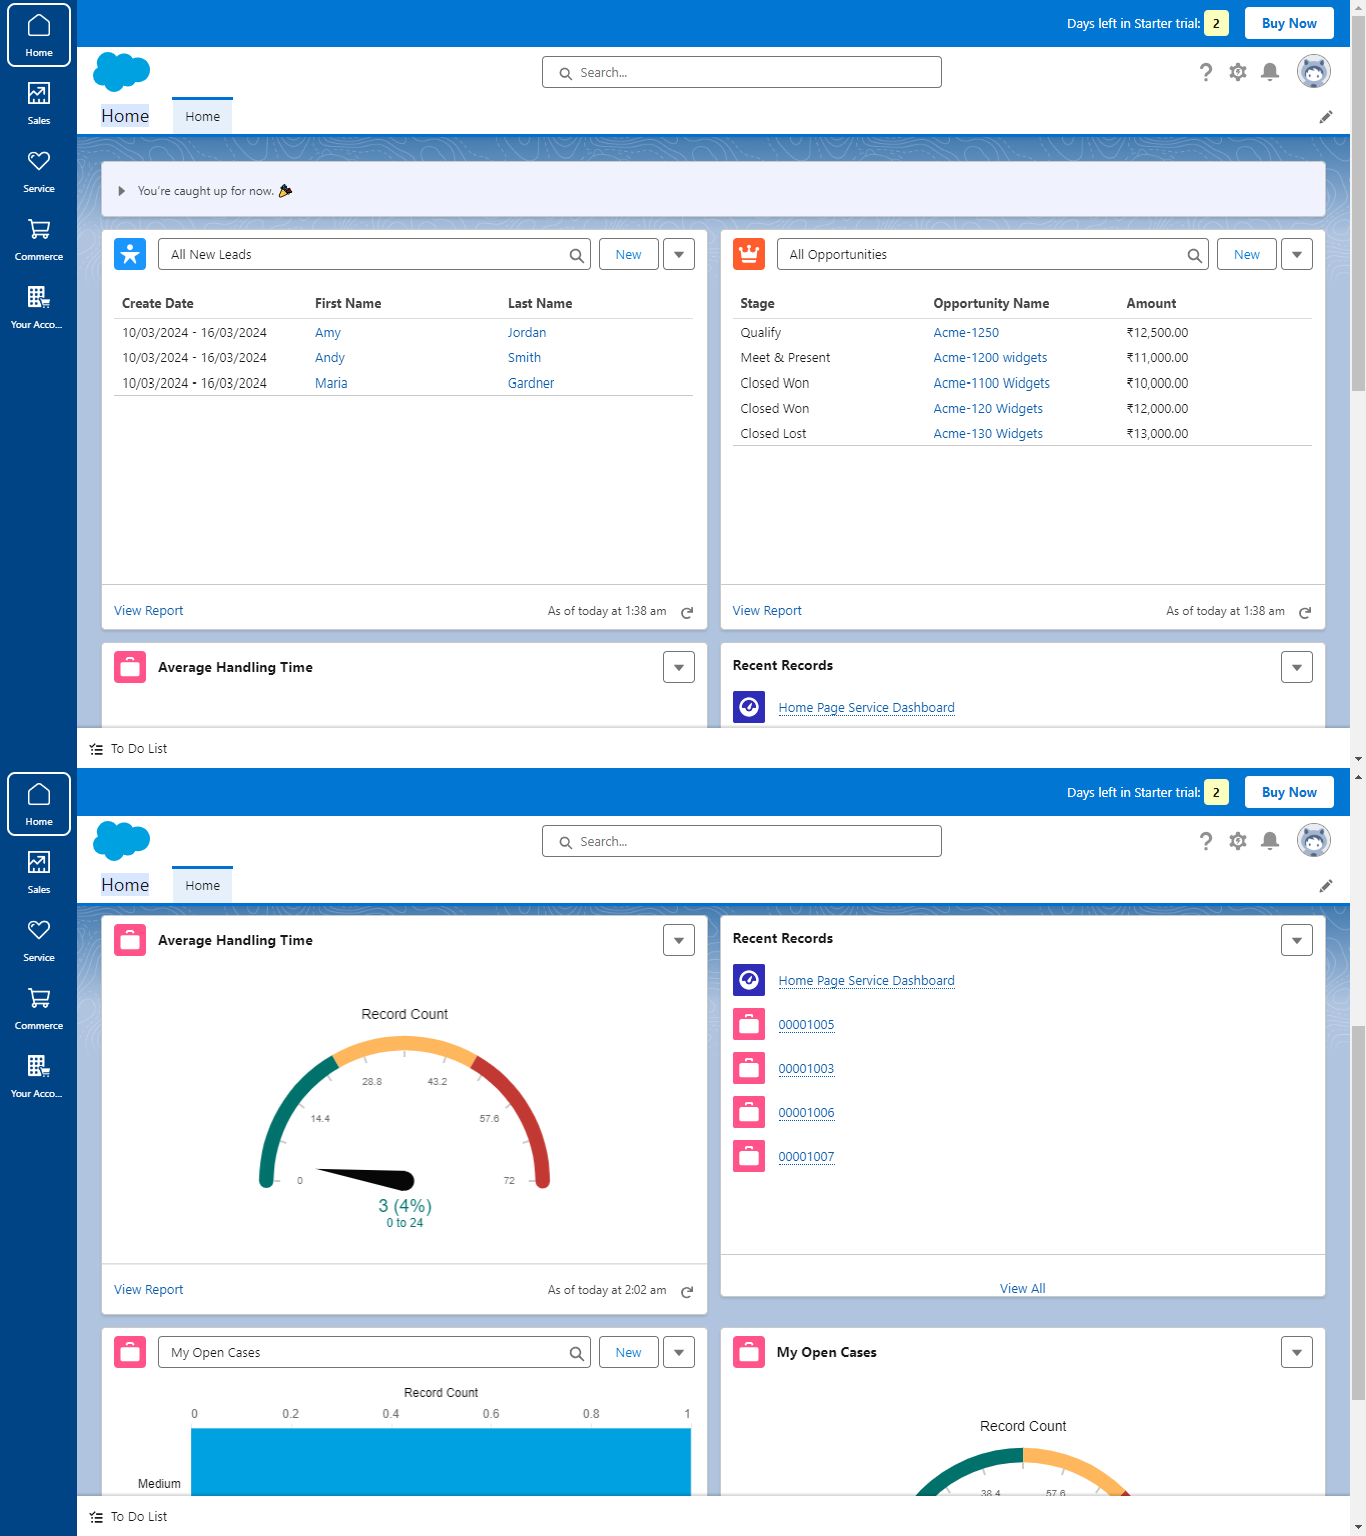 Days left in Starter trial: 2 Buy Now
Home
Sales
Service
Commerce
Your Acco...
Search...
Home Home
You're caught up for now.
All New Leads New
Create Date First Name Last Name
10/03/2024 - 16/03/2024 Amy Jordan
10/03/2024 - 16/03/2024 Andy Smith
10/03/2024 - 16/03/2024 Maria Gardner
View Report As of today at 1:38 am
All Opportunities New
Stage Opportunity Name Amount
Qualify Acme-1250 ₹12,500.00
Meet & Present Acme-1200 widgets ₹11,000.00
Closed Won Acme-1100 Widgets ₹10,000.00
Closed Won Acme-120 Widgets ₹12,000.00
Closed Lost Acme-130 Widgets ₹13,000.00
View Report As of today at 1:38 am
Average Handling Time
Recent Records
Home Page Service Dashboard
To Do List
Days left in Starter trial: 2 Buy Now
Home
Sales
Service
Commerce
Your Acco...
Search...
Home Home
Average Handling Time
Record Count
28.8 43.2
14.4 57.6
0 72
3 (4%)
0 to 24
View Report As of today at 2:02 am
Recent Records
Home Page Service Dashboard
00001005
00001003
00001006
00001007
View All
My Open Cases New
Record Count
0 0.2 0.4 0.6 0.8 1
Medium
My Open Cases
Record Count
38.4 57.6
To Do List